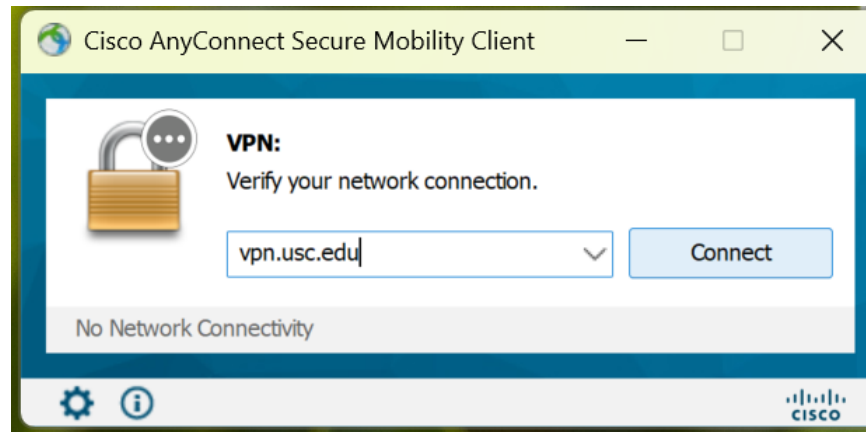 Cisco AnyConnect Secure Mobility Client
VPN:
Verify your network connection.
vpn.usc.edu
Connect
No Network Connectivity
CISCO